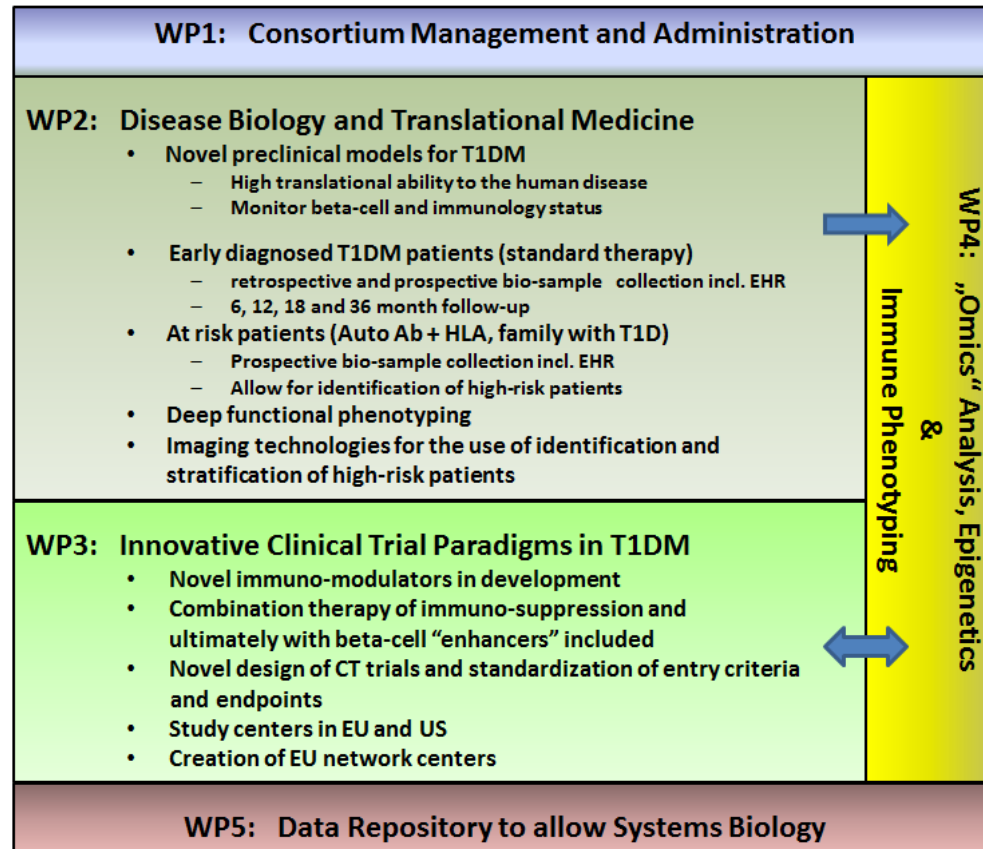 WP1: Consortium Management and Administration
WP2: Disease Biology and Translational Medicine
• Novel preclinical models for T1DM
– High translational ability to the human disease
– Monitor beta-cell and immunology status
• Early diagnosed T1DM patients (standard therapy)
– retrospective and prospective bio-sample collection incl. EHR
– 6, 12, 18 and 36 month follow-up
• At risk patients (Auto Ab + HLA, family with T1D)
– Prospective bio-sample collection incl. EHR
– Allow for identification of high-risk patients
• Deep functional phenotyping
• Imaging technologies for the use of identification and
stratification of high-risk patients
WP3: Innovative Clinical Trial Paradigms in T1DM
• Novel immuno-modulators in development
• Combination therapy of immuno-suppression and
ultimately with beta-cell “enhancers” included
• Novel design of CT trials and standardization of entry criteria
and endpoints
• Study centers in EU and US
• Creation of EU network centers
WP4: „Omics“ Analysis, Epigenetics
&
Immune Phenotyping
WP5: Data Repository to allow Systems Biology